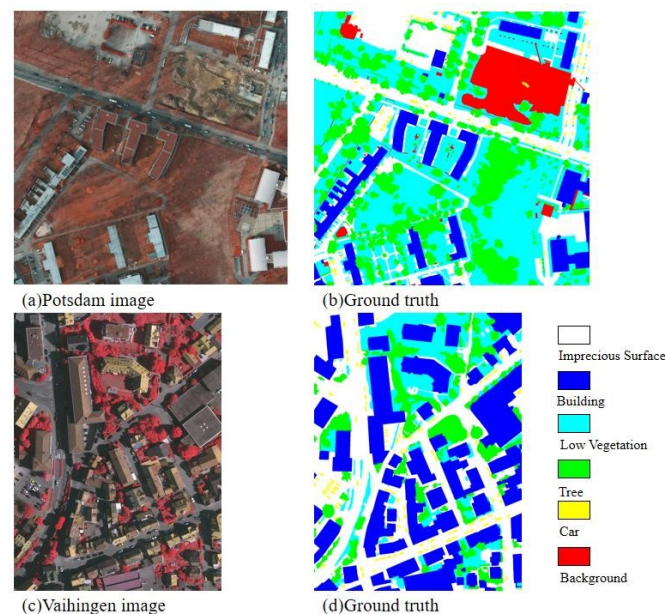 (a)Potsdam image
(b)Ground truth
Imprecious Surface
Building
Low Vegetation
Tree
Car
Background
(c)Vaihingen image
(d)Ground truth